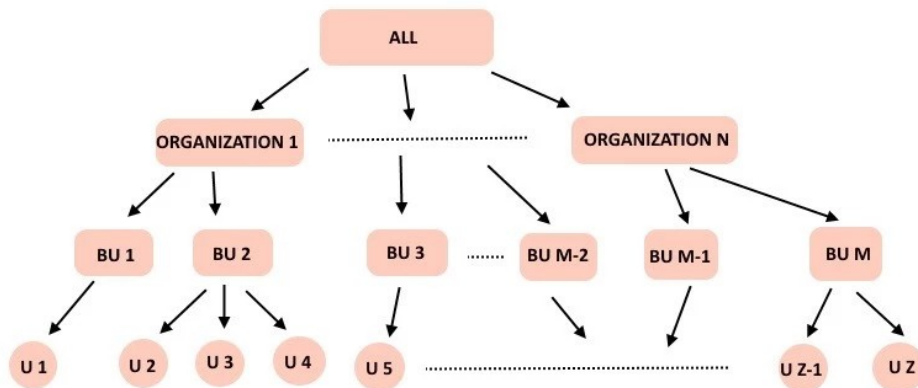 ALL
ORGANIZATION 1
ORGANIZATION N
BU 1
BU 2
BU 3
BU M-2
BU M-1
BU M
U 1
U 2
U 3
U 4
U 5
U Z-1
U Z